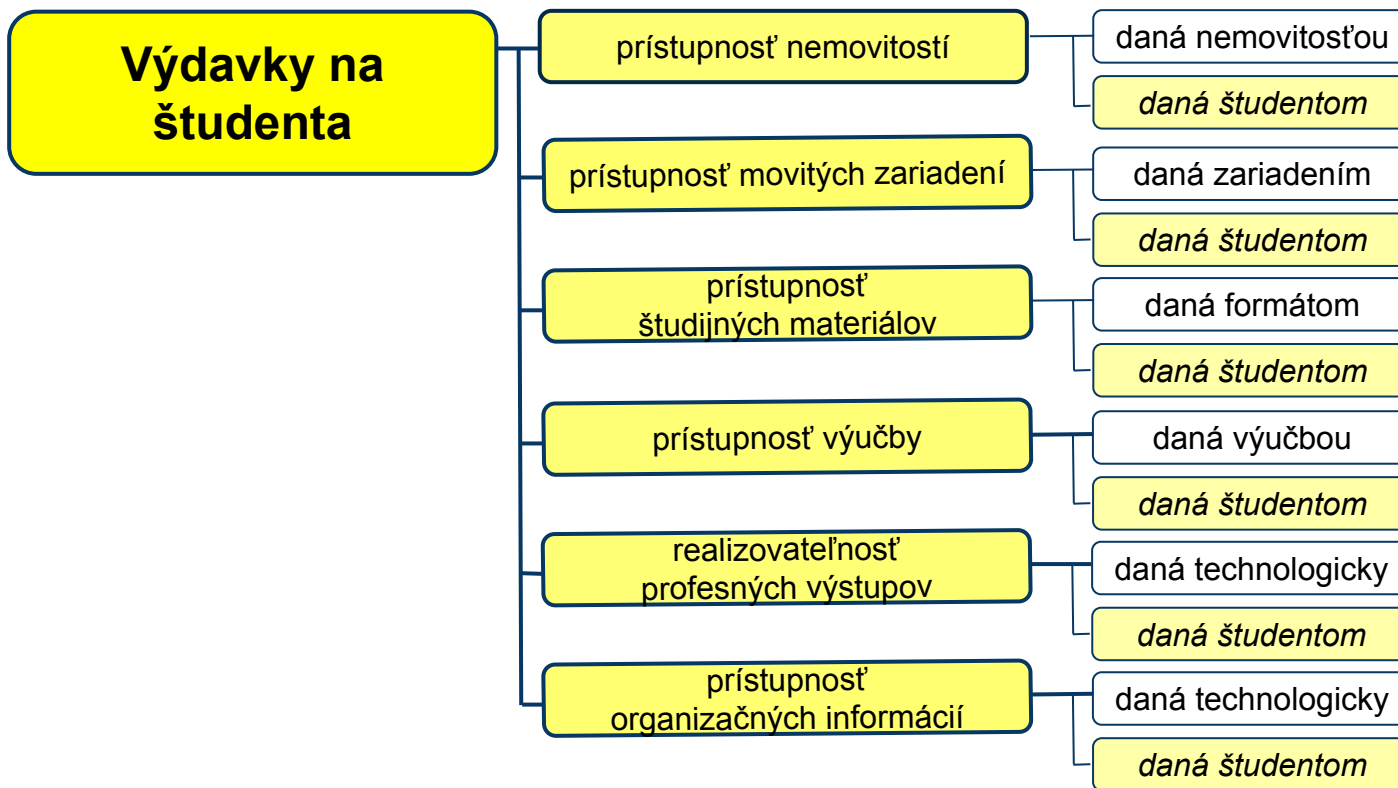 Výdavky na
študenta
prístupnosť nemovitostí
daná nemovitosťou
daná študentom
prístupnosť movitých zariadení
daná zariadením
daná študentom
prístupnosť
študijných materiálov
daná formátom
daná študentom
prístupnosť výučby
daná výučbou
daná študentom
realizovateľnosť
profesných výstupov
daná technologicky
daná študentom
prístupnosť
organizačných informácií
daná technologicky
daná študentom